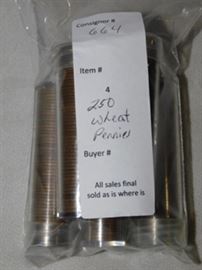 Consignor #
664
Item #
4
250
wheat
Pennies
Buyer #
All sales final
sold as is where is